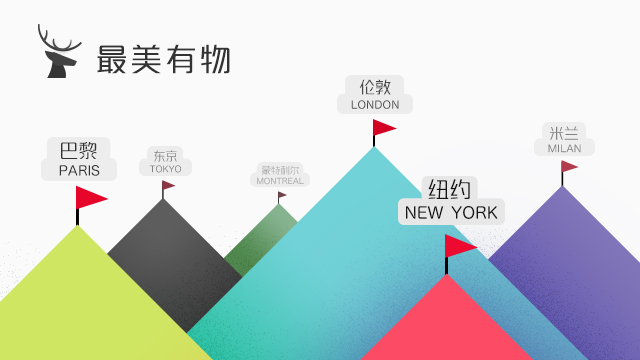 最美有物
伦敦
LONDON
巴黎
PARIS
东京
TOKYO
蒙特利尔
MONTREAL
纽约
NEW YORK
米兰
MILAN